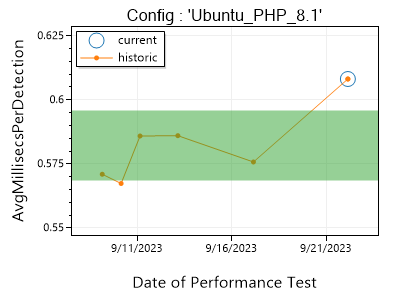 Config : 'Ubuntu_PHP_8.1'
current
historic
AvgMillisecsPerDetection
0.625
0.6
0.575
0.55
9/11/2023
9/16/2023
9/21/2023
Date of Performance Test